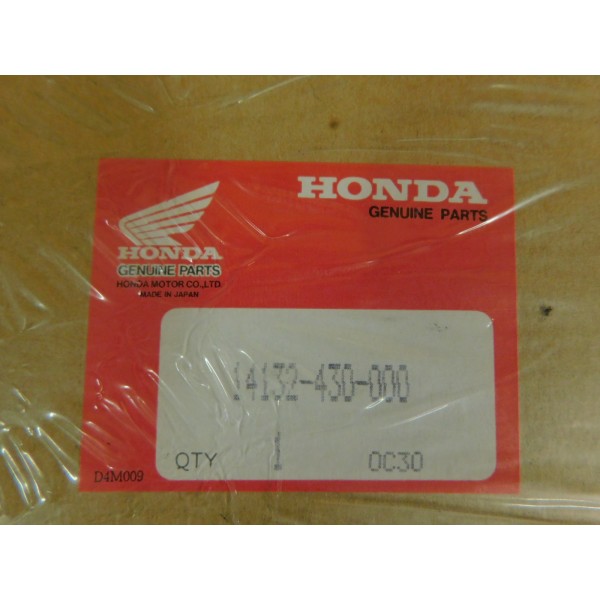 HONDA
GENUINE PARTS
HONDA
GENUINE PARTS
HONDA MOTOR CO.,LTD.
MADE IN JAPAN
14132-430-000
QTY 1 0C30
D4M009